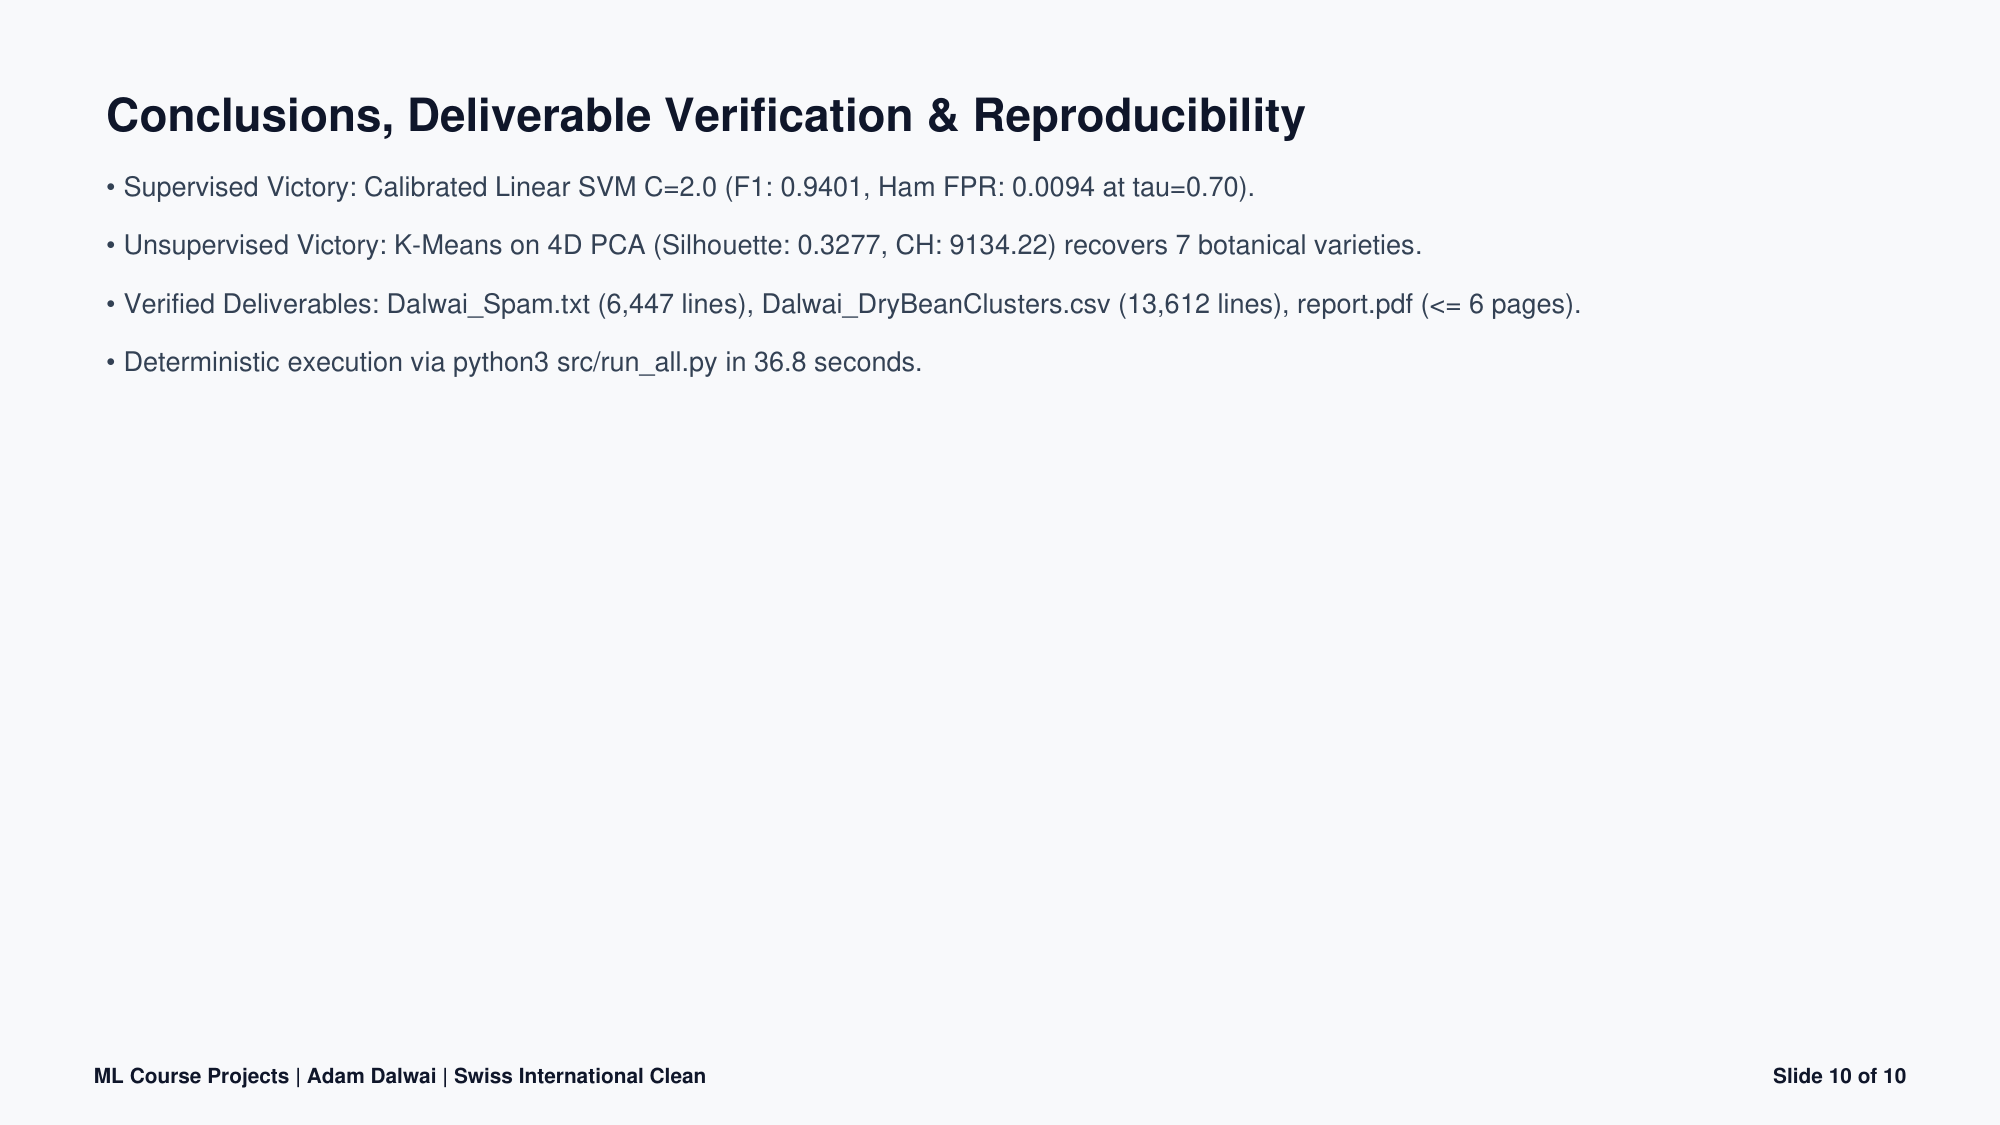 Conclusions, Deliverable Verification & Reproducibility
• Supervised Victory: Calibrated Linear SVM C=2.0 (F1: 0.9401, Ham FPR: 0.0094 at tau=0.70).
• Unsupervised Victory: K-Means on 4D PCA (Silhouette: 0.3277, CH: 9134.22) recovers 7 botanical varieties.
• Verified Deliverables: Dalwai_Spam.txt (6,447 lines), Dalwai_DryBeanClusters.csv (13,612 lines), report.pdf (<= 6 pages).
• Deterministic execution via python3 src/run_all.py in 36.8 seconds.
ML Course Projects | Adam Dalwai | Swiss International Clean
Slide 10 of 10